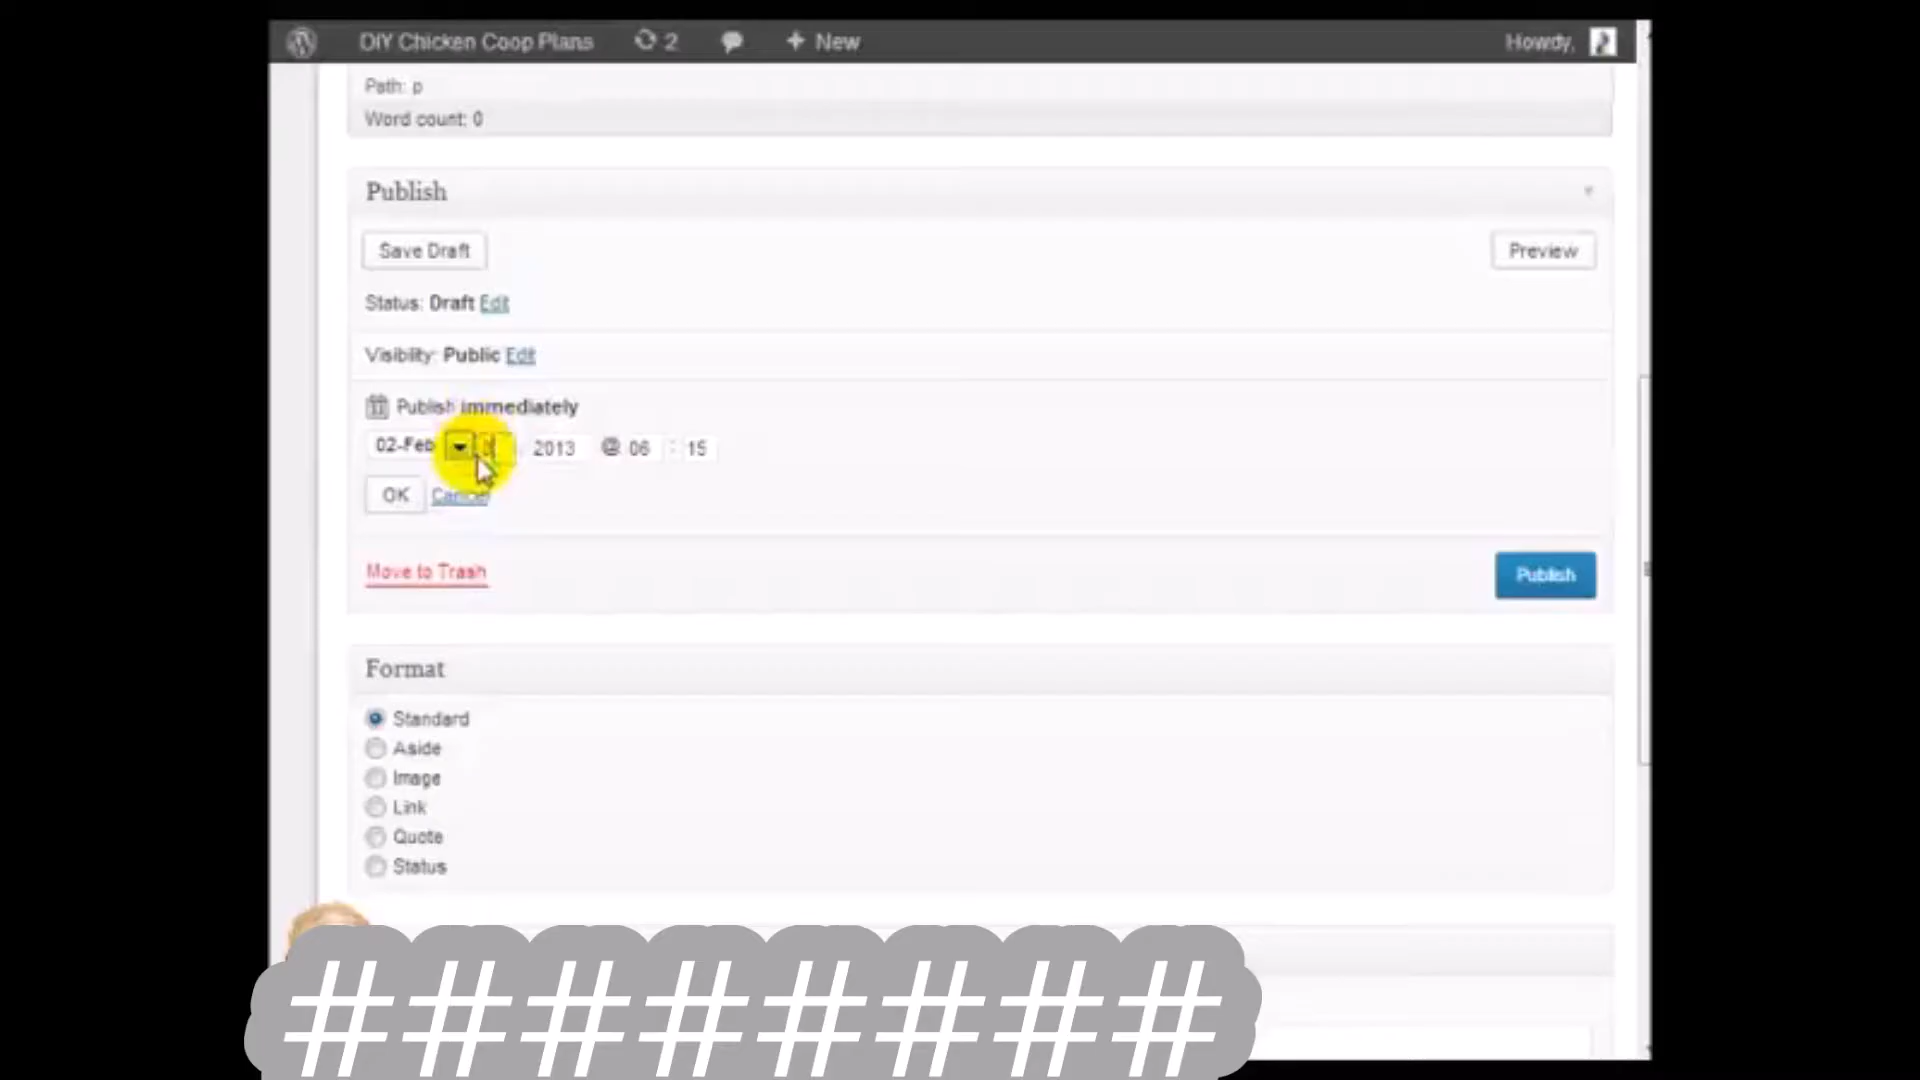 DIY Chicken Coop Plans 2 + New Howdy,
Path: p
Word count: 0
Publish
Save Draft Preview
Status: Draft Edit
Visibility: Public Edit
Publish immediately
02-Feb , 2013 @ 06 : 15
OK Cancel
Move to Trash Publish
Format
Standard
Aside
Image
Link
Quote
Status
########